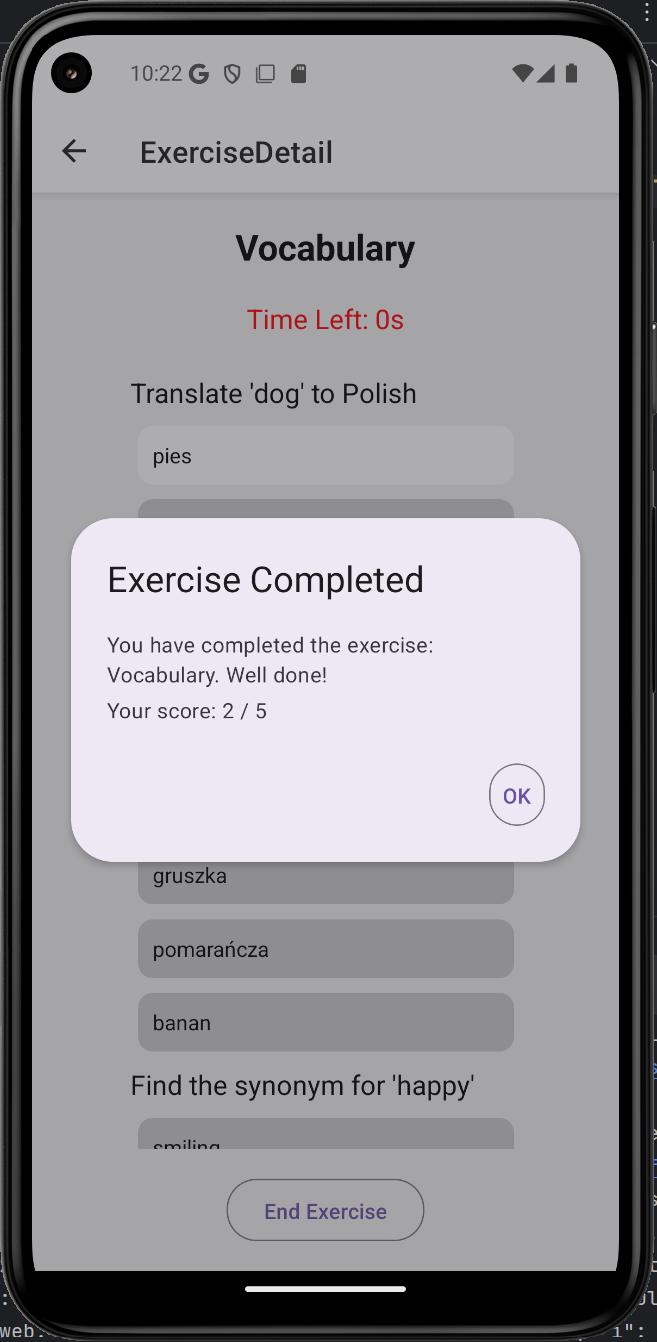 10:22
ExerciseDetail
Vocabulary
Time Left: 0s
Translate 'dog' to Polish
pies
Exercise Completed
You have completed the exercise:
Vocabulary. Well done!
Your score: 2 / 5
OK
gruszka
pomarańcza
banan
Find the synonym for 'happy'
smiling
End Exercise
web.